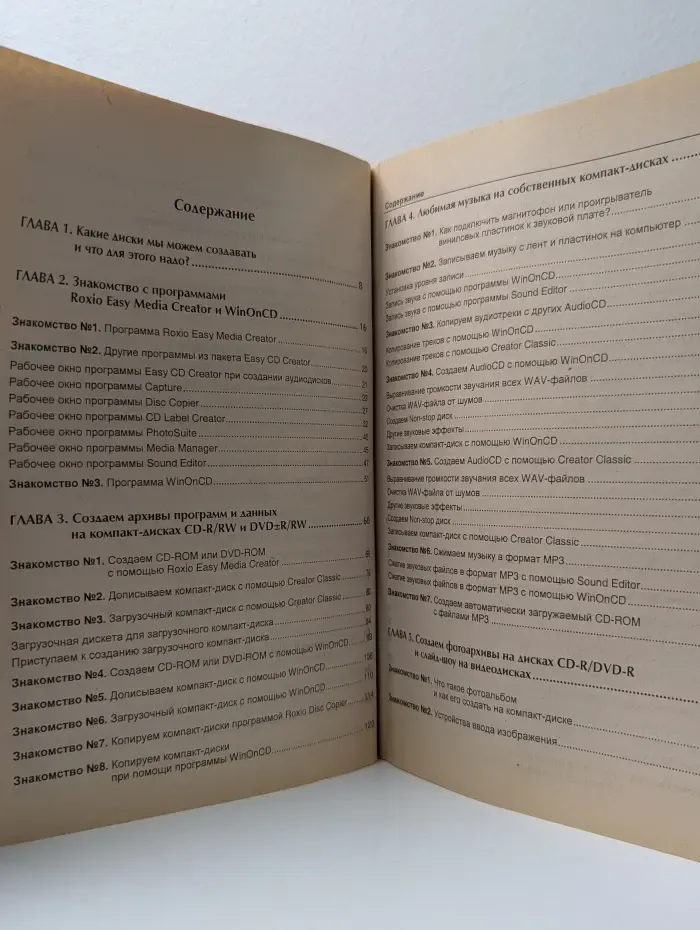 Содержание
ГЛАВА 1. Какие диски мы можем создавать
и что для этого надо? 8
ГЛАВА 2. Знакомство с программами
Roxio Easy Media Creator и WinOnCD 16
Знакомство №1. Программа Roxio Easy Media Creator 16
Знакомство №2. Другие программы из пакета Easy CD Creator 20
Рабочее окно программы Easy CD Creator при создании аудиодисков 21
Рабочее окно программы Capture 23
Рабочее окно программы Disc Copier 27
Рабочее окно программы CD Label Creator 32
Рабочее окно программы PhotoSuite 40
Рабочее окно программы Media Manager 45
Рабочее окно программы Sound Editor 47
Знакомство №3. Программа WinOnCD 51
ГЛАВА 3. Создаем архивы программ и данных
на компакт-дисках CD-R/RW и DVD±R/RW 66
Знакомство №1. Создаем CD-ROM или DVD-ROM
с помощью Roxio Easy Media Creator
Знакомство №2. Дописываем компакт-диск с помощью Creator Classic
Знакомство №3. Загрузочный компакт-диск с помощью Creator Classic
Загрузочная дискета для загрузочного компакт-диска
Приступаем к созданию загрузочного компакт-диска
Знакомство №4. Создаем CD-ROM или DVD-ROM с помощью WinOnCD
Знакомство №5. Дописываем компакт-диск с помощью WinOnCD
Знакомство №6. Загрузочный компакт-диск с помощью WinOnCD 110
Знакомство №7. Копируем компакт-диски программой Roxio Disc Copier 114
Знакомство №8. Копируем компакт-диски
при помощи программы WinOnCD 120
Содержание
ГЛАВА 4. Любимая музыка на собственных компакт-дисках
Знакомство №1. Как подключить магнитофон или проигрыватель
виниловых пластинок к звуковой плате?
Знакомство №2. Записываем музыку с лент и пластинок на компьютер
Установка уровня записи
Запись звука с помощью программы WinOnCD
Запись звука с помощью программы Sound Editor
Знакомство №3. Копируем аудиотреки с других AudioCD
Копирование треков с помощью WinOnCD
Копирование треков с помощью Creator Classic
Знакомство №4. Создаем AudioCD с помощью WinOnCD
Выравнивание громкости звучания всех WAV-файлов
Очистка WAV-файла от шумов
Создаем Non-stop диск
Другие звуковые эффекты
Записываем компакт-диск с помощью WinOnCD
Знакомство №5. Создаем AudioCD с помощью Creator Classic
Выравнивание громкости звучания всех WAV-файлов
Очистка WAV-файла от шумов
Другие звуковые эффекты
Создаем Non-stop диск
Записываем компакт-диск с помощью Creator Classic
Знакомство №6. Сжимаем музыку в формат MP3
Сжатие звуковых файлов в формат MP3 с помощью Sound Editor
Сжатие звуковых файлов в формат MP3 с помощью WinOnCD
Знакомство №7. Создаем автоматически загружаемый CD-ROM
с файлами MP3
ГЛАВА 5. Создаем фотоархивы на дисках CD-R/DVD-R
и слайд-шоу на видеодисках
Знакомство №1. Что такое фотоальбом
и как его создать на компакт-диске
Знакомство №2. Устройства ввода изображения